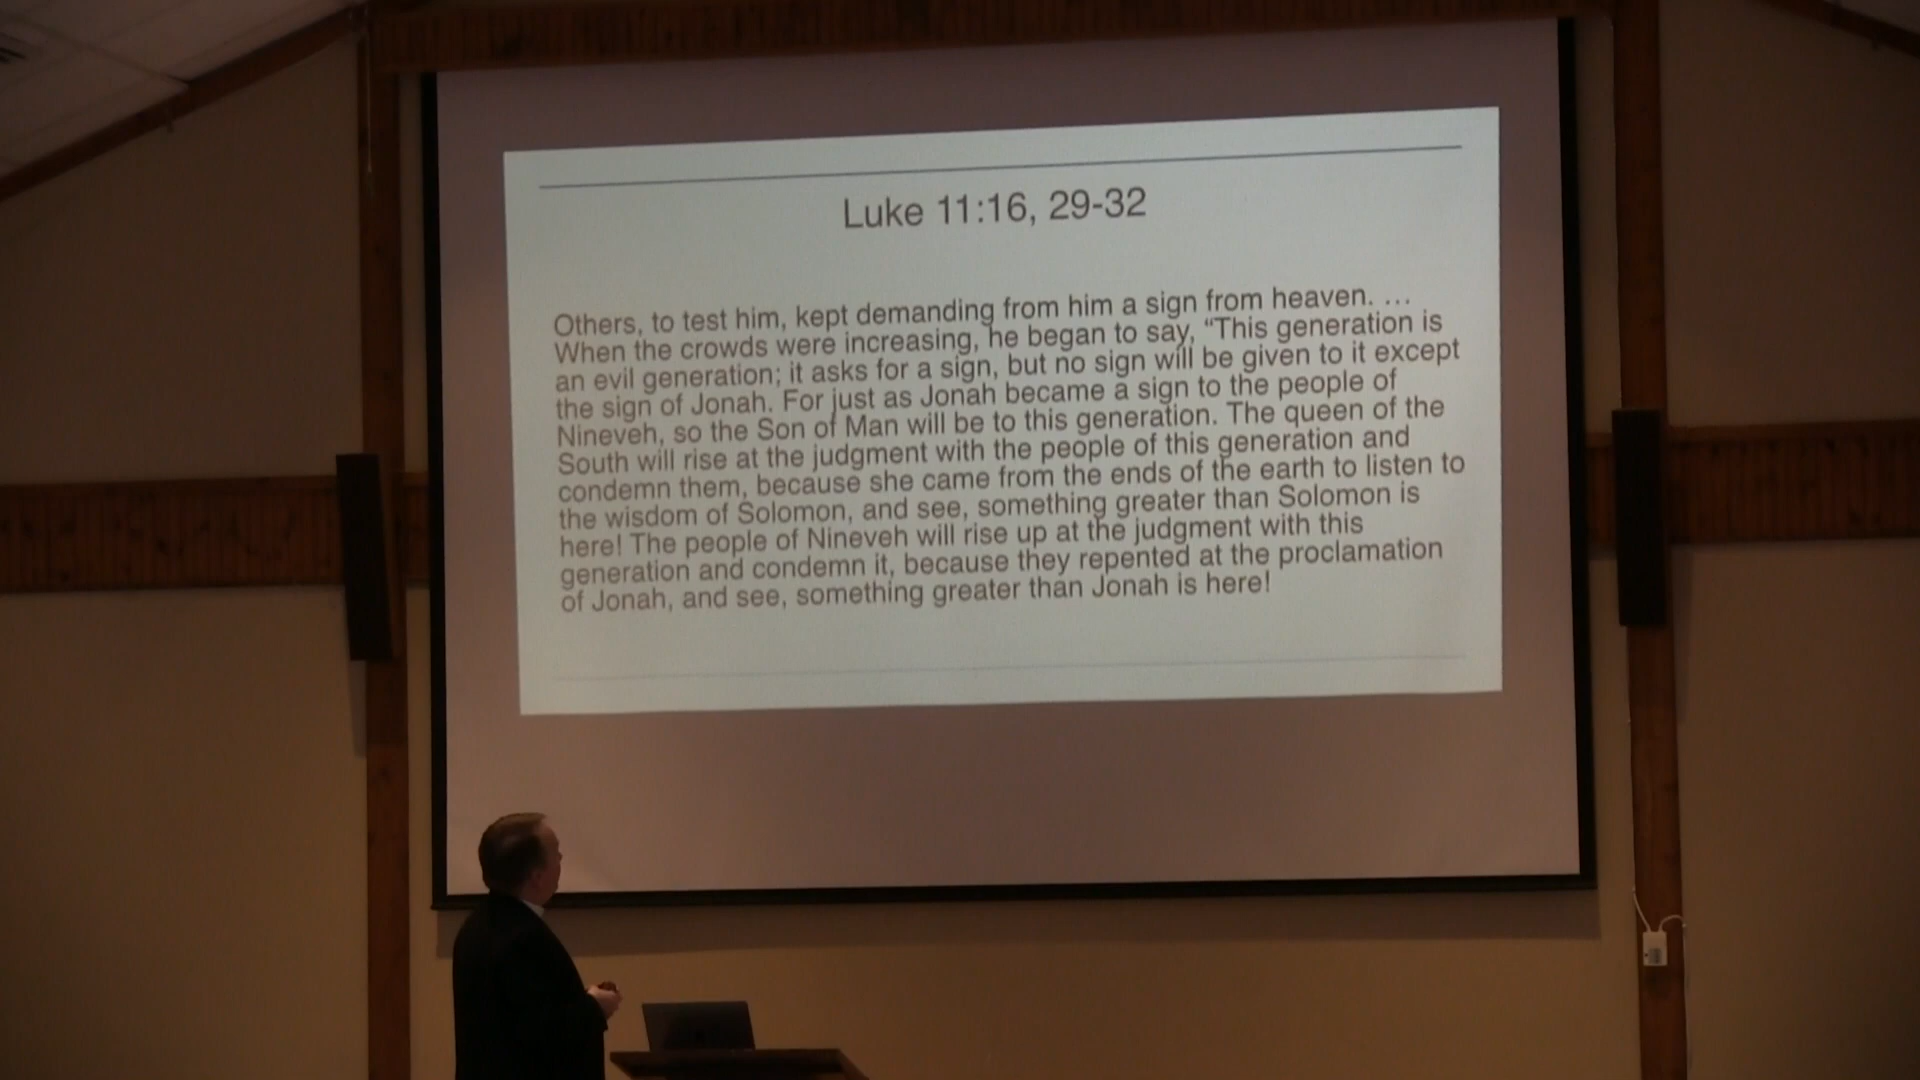 Luke 11:16, 29-32
Others, to test him, kept demanding from him a sign from heaven. …
When the crowds were increasing, he began to say, “This generation is
an evil generation; it asks for a sign, but no sign will be given to it except
the sign of Jonah. For just as Jonah became a sign to the people of
Nineveh, so the Son of Man will be to this generation. The queen of the
South will rise at the judgment with the people of this generation and
condemn them, because she came from the ends of the earth to listen to
the wisdom of Solomon, and see, something greater than Solomon is
here! The people of Nineveh will rise up at the judgment with this
generation and condemn it, because they repented at the proclamation
of Jonah, and see, something greater than Jonah is here!